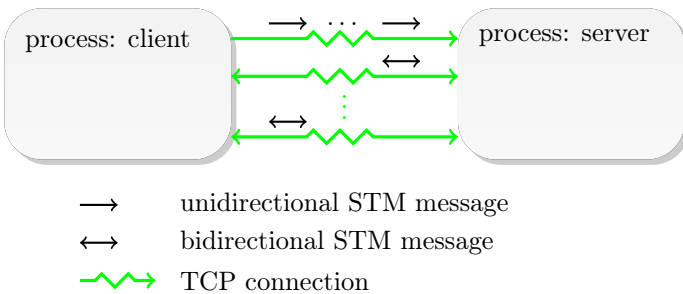 process: client
process: server
unidirectional STM message
bidirectional STM message
TCP connection